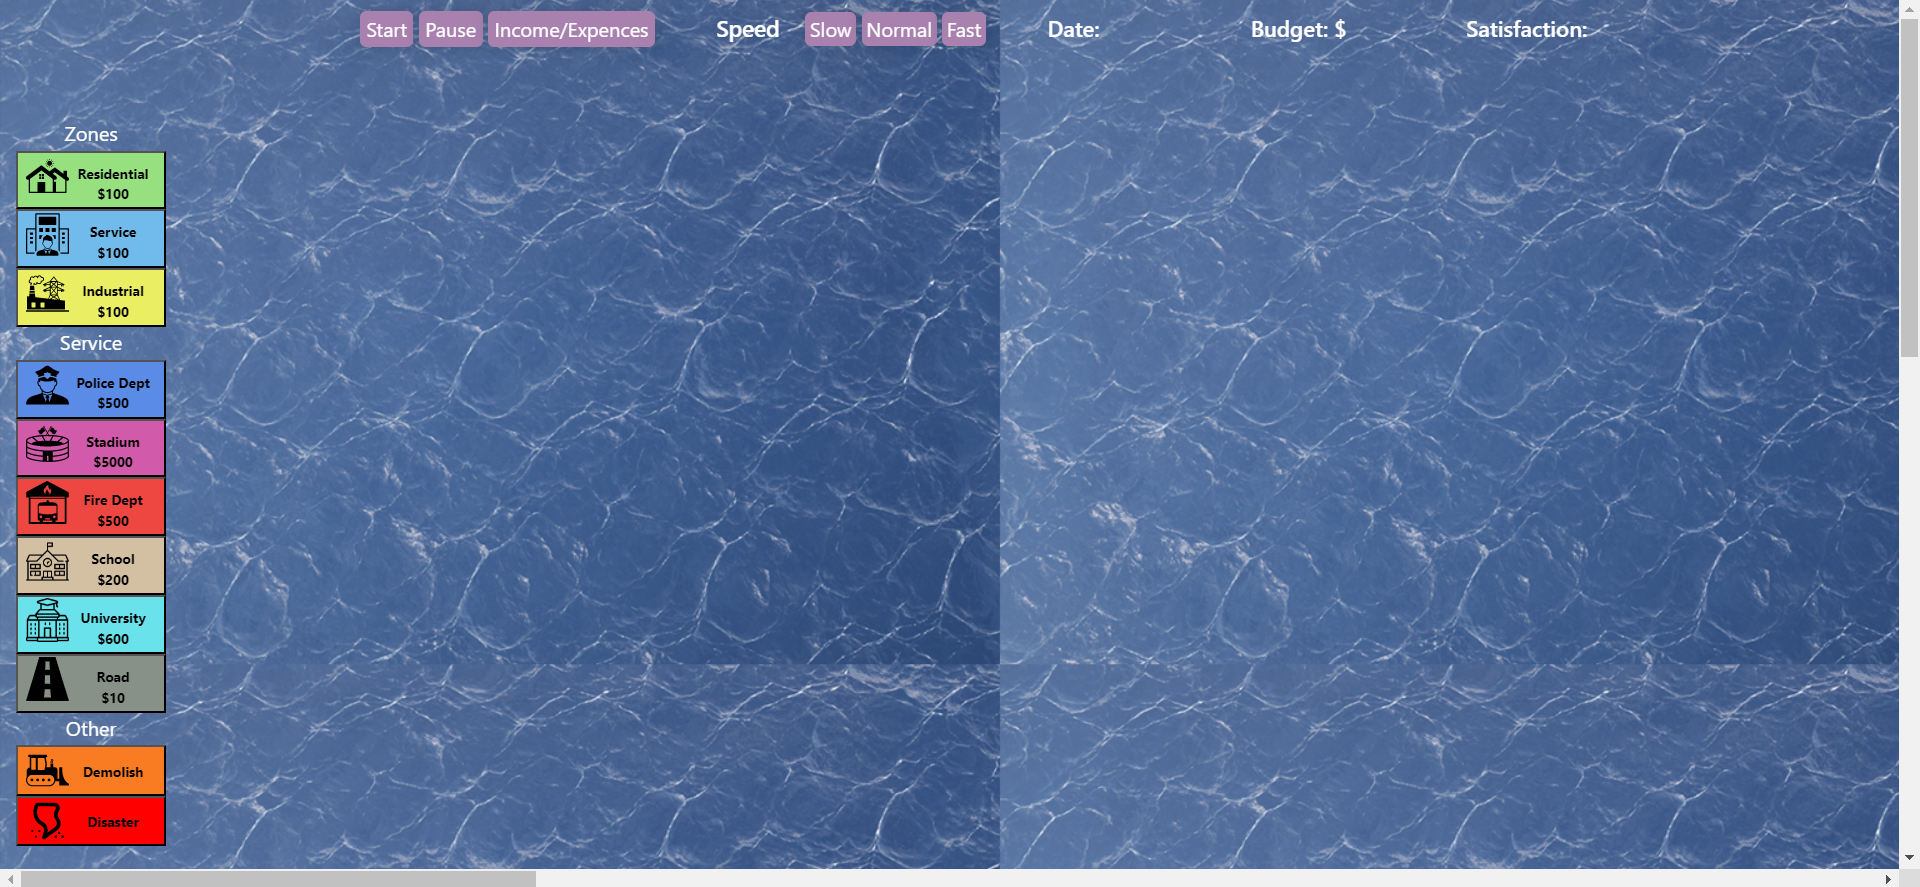 Start Pause Income/Expences Speed Slow Normal Fast Date: Budget: $ Satisfaction:
Zones
Residential
$100
Service
$100
Industrial
$100
Service
Police Dept
$500
Stadium
$5000
Fire Dept
$500
School
$200
University
$600
Road
$10
Other
Demolish
Disaster